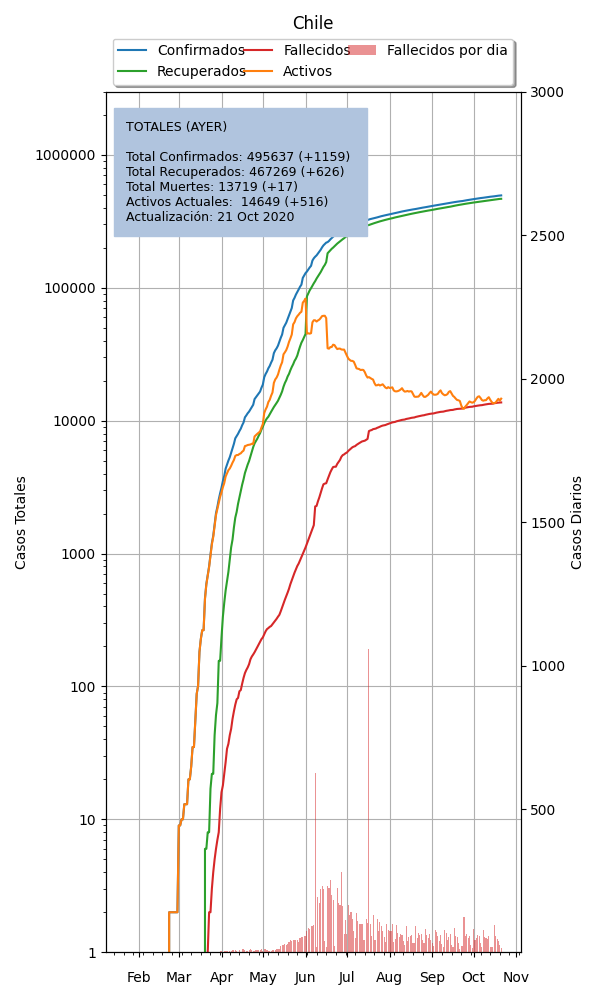 Chile
Confirmados
Recuperados
Fallecidos
Activos
Fallecidos por dia
TOTALES (AYER)
Total Confirmados: 495637 (+1159)
Total Recuperados: 467269 (+626)
Total Muertes: 13719 (+17)
Activos Actuales:  14649 (+516)
Actualización: 21 Oct 2020
Casos Totales
1000000
100000
10000
1000
100
10
1
Casos Diarios
3000
2500
2000
1500
1000
500
Feb Mar Apr May Jun Jul Aug Sep Oct Nov